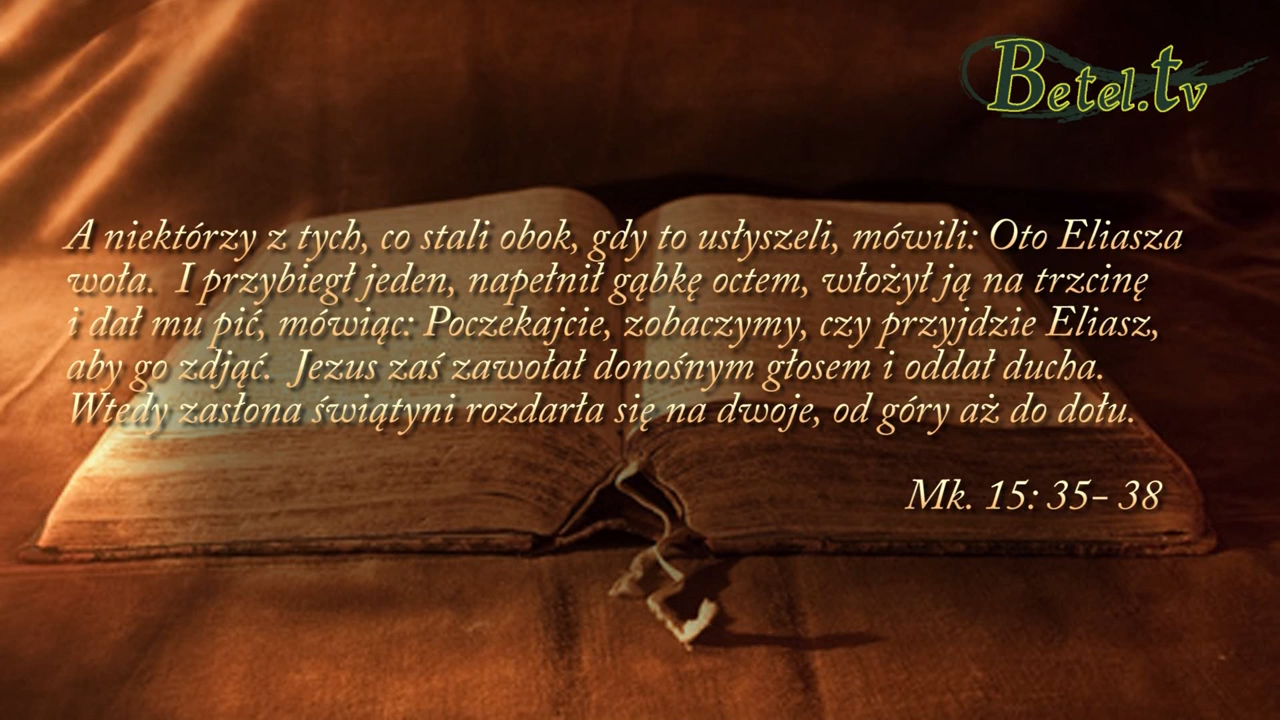 Betel.tv
A niektórzy z tych, co stali obok, gdy to usłyszeli, mówili: Oto Eliasza
woła. I przybiegł jeden, napełnił gąbkę octem, włożył ją na trzcinę
i dał mu pić, mówiąc: Poczekajcie, zobaczymy, czy przyjdzie Eliasz,
aby go zdjąć. Jezus zaś zawołał donośnym głosem i oddał ducha.
Wtedy zasłona świątyni rozdarła się na dwoje, od góry aż do dołu.
Mk. 15: 35- 38